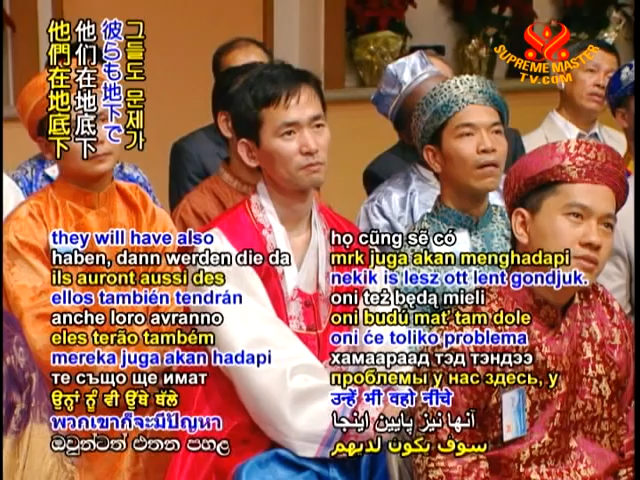 他們在地底下
他们在地底下
彼らも地下で
그들도 문제가
SUPREME MASTER
TV.COM
they will have also
haben, dann werden die da
ils auront aussi des
ellos también tendrán
anche loro avranno
eles terão também
mereka juga akan hadapi
те също ще имат
ਉਨ੍ਹਾਂ ਨੂੰ ਵੀ ਉੱਥੇ ਥੱਲੇ
พวกเขาก็จะมีปัญหา
ඔවුන්ටත් එතන පහළ
họ cũng sẽ có
mrk juga akan menghadapi
nekik is lesz ott lent gondjuk.
oni też będą mieli
oni budú mať tam dole
oni će toliko problema
хамаараад тэд тэндээ
проблемы у нас здесь, у
उन्हें भी वहाँ नीचे
آنها نیز پایین اینجا
سوف يكون لديهم